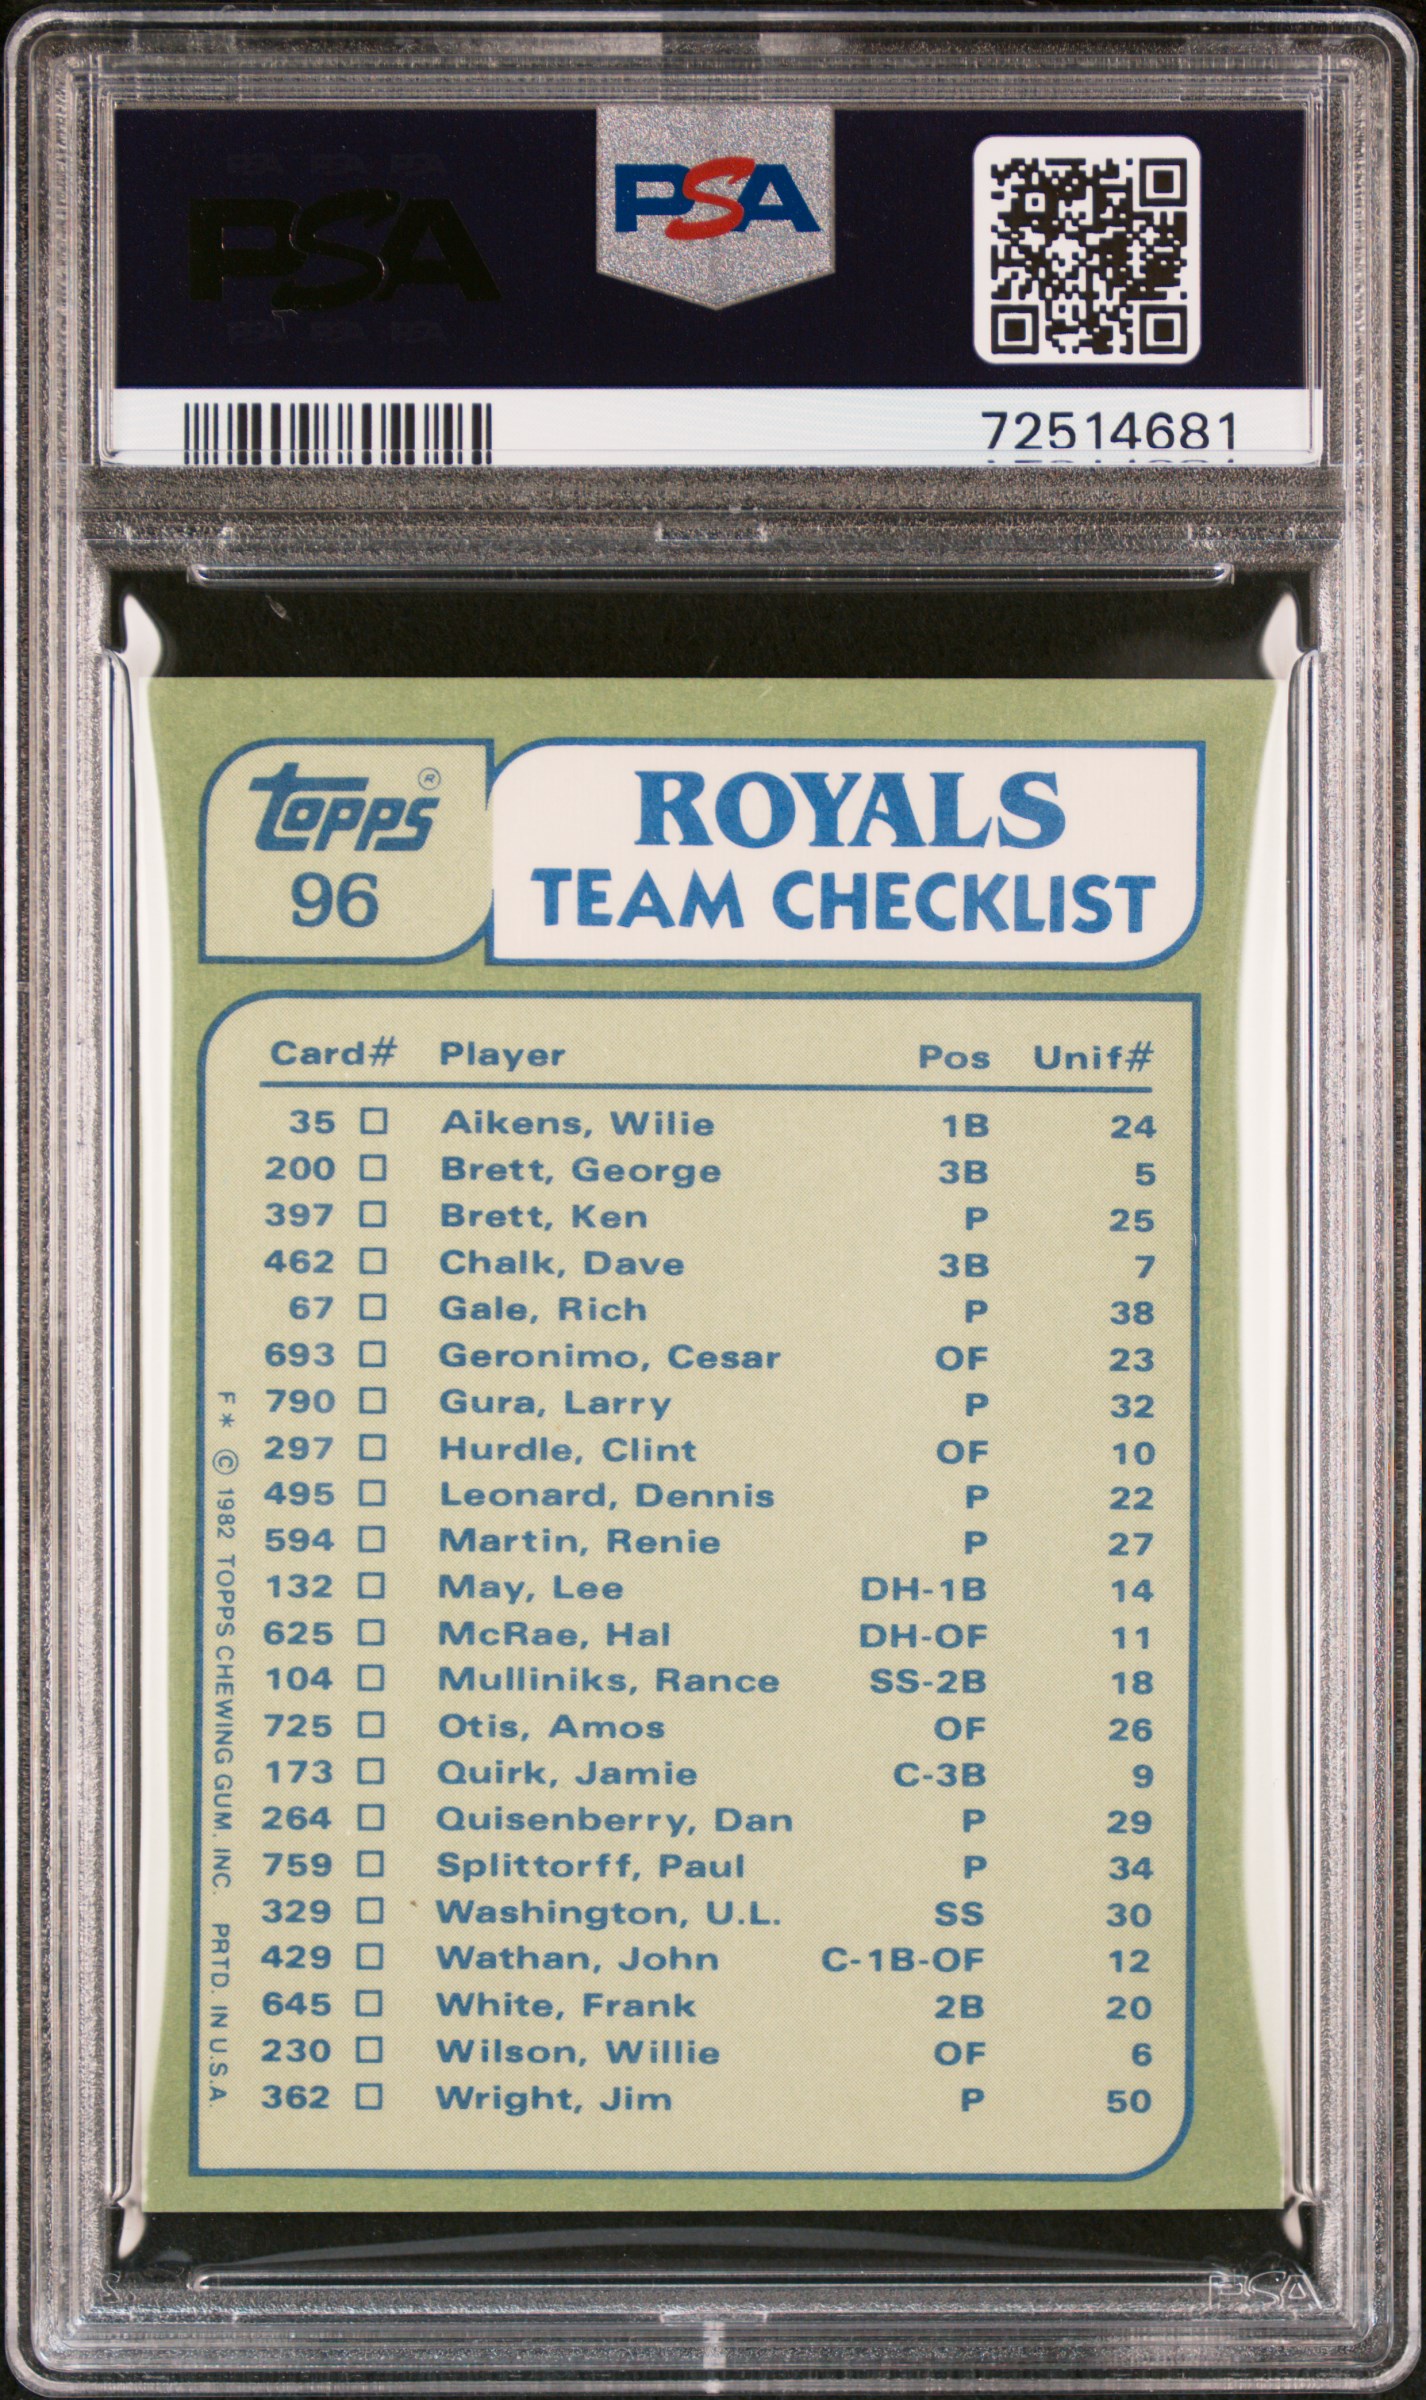 PSA
PSA
72514681
topps ®
96
ROYALS
TEAM CHECKLIST
Card# Player Pos Unif#
35 Aikens, Wilie 1B 24
200 Brett, George 3B 5
397 Brett, Ken P 25
462 Chalk, Dave 3B 7
67 Gale, Rich P 38
693 Geronimo, Cesar OF 23
790 Gura, Larry P 32
297 Hurdle, Clint OF 10
495 Leonard, Dennis P 22
594 Martin, Renie P 27
132 May, Lee DH-1B 14
625 McRae, Hal DH-OF 11
104 Mulliniks, Rance SS-2B 18
725 Otis, Amos OF 26
173 Quirk, Jamie C-3B 9
264 Quisenberry, Dan P 29
759 Splittorff, Paul P 34
329 Washington, U.L. SS 30
429 Wathan, John C-1B-OF 12
645 White, Frank 2B 20
230 Wilson, Willie OF 6
362 Wright, Jim P 50
F* © 1982 TOPPS CHEWING GUM, INC. PRTD. IN U.S.A.
PSA